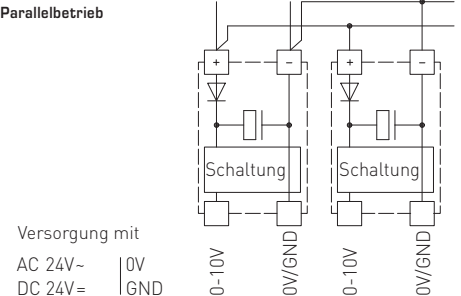 Parallelbetrieb
+ − + −
Schaltung Schaltung
Versorgung mit
AC 24V~ 0V
DC 24V= GND
0-10V 0V/GND 0-10V 0V/GND